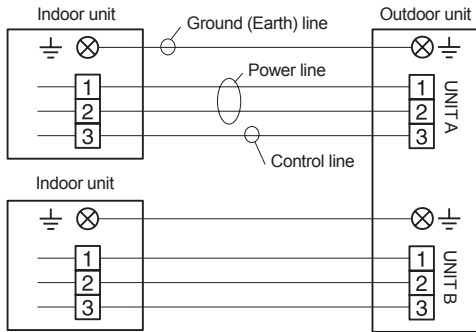 Indoor unit
Outdoor unit
Ground (Earth) line
Power line
1
1
2
2
3
3
UNIT A
Control line
Indoor unit
1
1
2
2
3
3
UNIT B